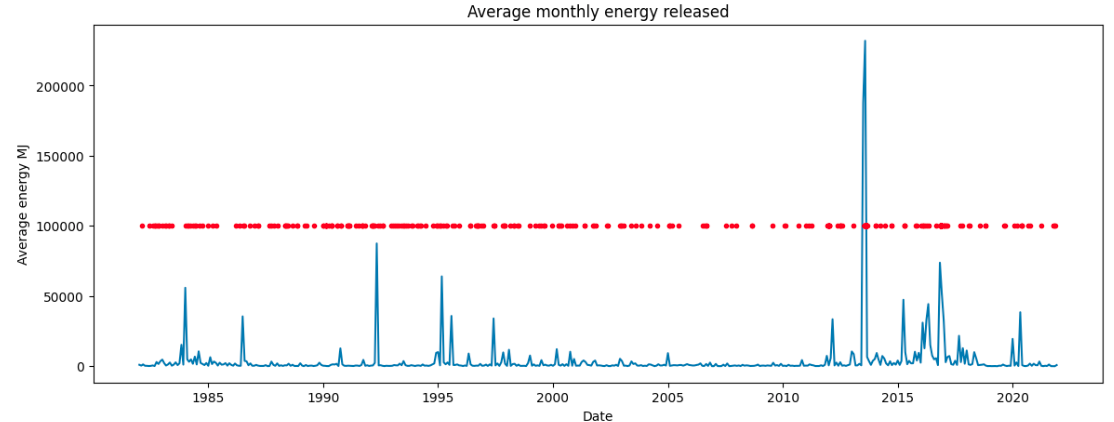 Average monthly energy released
200000
150000
100000
50000
0
Average energy MJ
1985 1990 1995 2000 2005 2010 2015 2020
Date